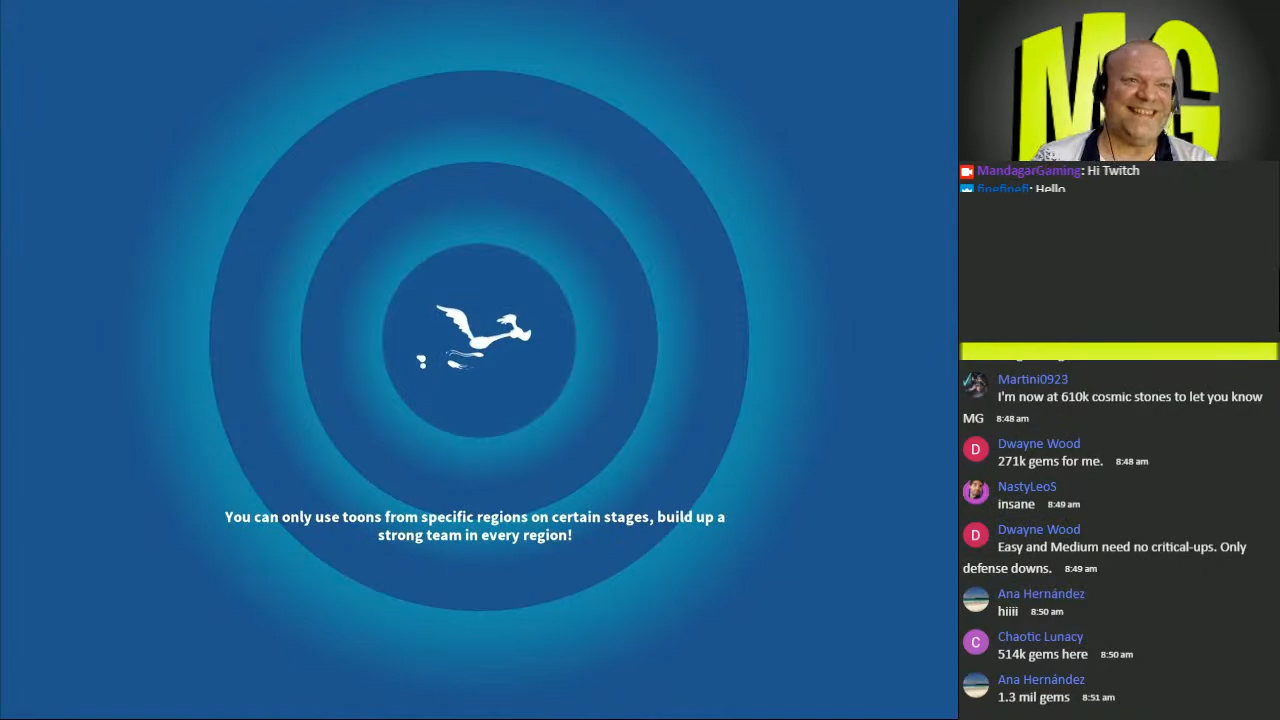 MG
MandagarGaming: Hi Twitch
finefinefi: Hello
You can only use toons from specific regions on certain stages, build up a
strong team in every region!
Martini0923
I'm now at 610k cosmic stones to let you know
MG 8:48 am
D
Dwayne Wood
271k gems for me. 8:48 am
NastyLeoS
insane 8:49 am
D
Dwayne Wood
Easy and Medium need no critical-ups. Only
defense downs. 8:49 am
Ana Hernández
hiiii 8:50 am
C
Chaotic Lunacy
514k gems here 8:50 am
Ana Hernández
1.3 mil gems 8:51 am